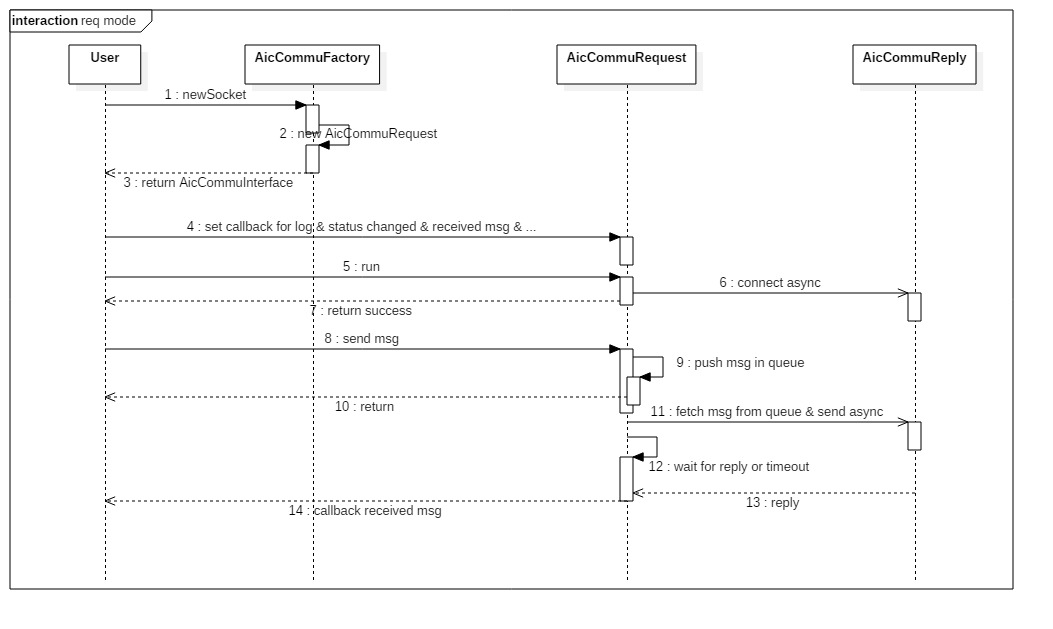 interaction req mode
User
AicCommuFactory
AicCommuRequest
AicCommuReply
1 : newSocket
2 : new AicCommuRequest
3 : return AicCommuInterface
4 : set callback for log & status changed & received msg & ...
5 : run
6 : connect async
7 : return success
8 : send msg
9 : push msg in queue
10 : return
11 : fetch msg from queue & send async
12 : wait for reply or timeout
13 : reply
14 : callback received msg